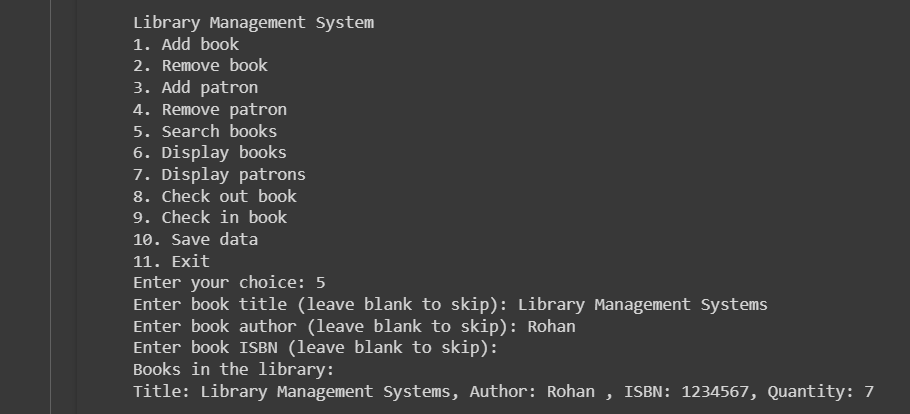 Library Management System
1. Add book
2. Remove book
3. Add patron
4. Remove patron
5. Search books
6. Display books
7. Display patrons
8. Check out book
9. Check in book
10. Save data
11. Exit
Enter your choice: 5
Enter book title (leave blank to skip): Library Management Systems
Enter book author (leave blank to skip): Rohan
Enter book ISBN (leave blank to skip):
Books in the library:
Title: Library Management Systems, Author: Rohan , ISBN: 1234567, Quantity: 7